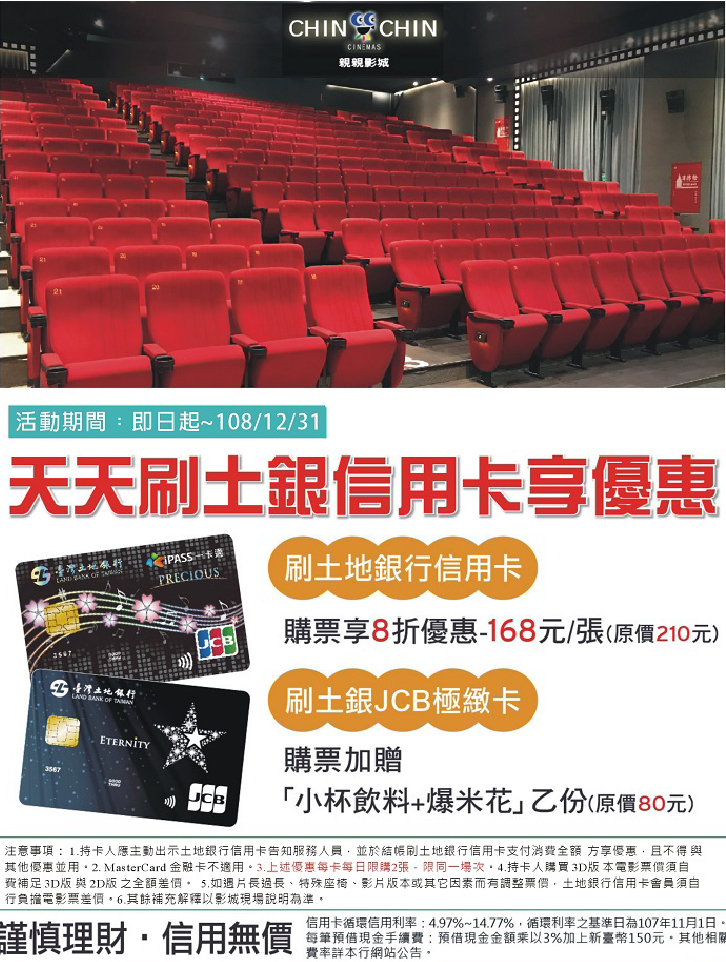 CHIN CHIN
CINEMAS
親親影城
活動期間：即日起~108/12/31
天天刷土銀信用卡享優惠
臺灣土地銀行
LAND BANK OF TAIWAN
iPASS一卡通
PRECIOUS
JCB
3567
刷土地銀行信用卡
購票享8折優惠-168元/張(原價210元)
臺灣土地銀行
LAND BANK OF TAIWAN
ETERNITY
3567
JCB
刷土銀JCB極緻卡
購票加贈
「小杯飲料+爆米花」乙份(原價80元)
注意事項：1.持卡人應主動出示土地銀行信用卡告知服務人員，並於結帳刷土地銀行信用卡支付消費全額 方享優惠，且不得與
其他優惠並用。2. MasterCard 金融卡不適用。3.上述優惠每卡每日限購2張，限同一場次。4.持卡人購買3D版本電影票價須自
費補足3D版 與 2D版 之全額差價。 5.如遇片長過長、特殊座椅、影片版本或其它因素而有調整票價，土地銀行信用卡會員須自
行負擔電影票差價。6.其餘補充解釋以影城現場說明為準。
謹慎理財·信用無價
信用卡循環信用利率：4.97%~14.77%，循環利率之基準日為107年11月1日。
每筆預借現金手續費：預借現金金額乘以3%加上新臺幣150元。其他相關
費率詳本行網站公告。